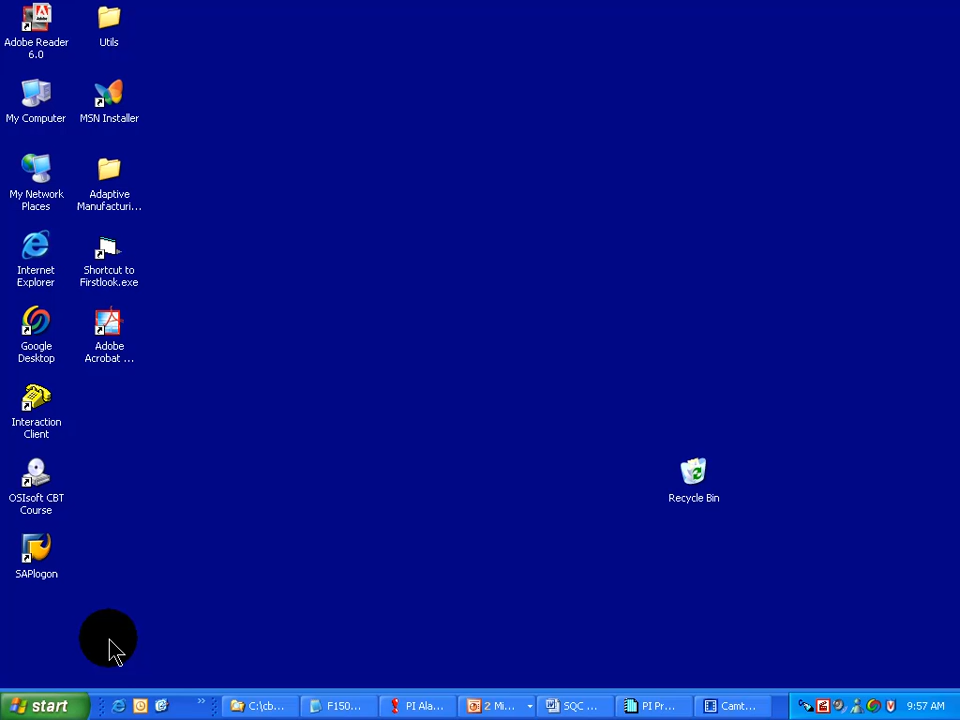 Adobe Reader
6.0
Utils
My Computer
MSN Installer
My Network
Places
Adaptive
Manufacturi...
Internet
Explorer
Shortcut to
Firstlook.exe
Google
Desktop
Adobe
Acrobat ...
Interaction
Client
OSIsoft CBT
Course
Recycle Bin
SAPlogon
start
C:\cb...
F150...
PI Ala...
2 Mi...
SQC ...
PI Pr...
Camt...
9:57 AM